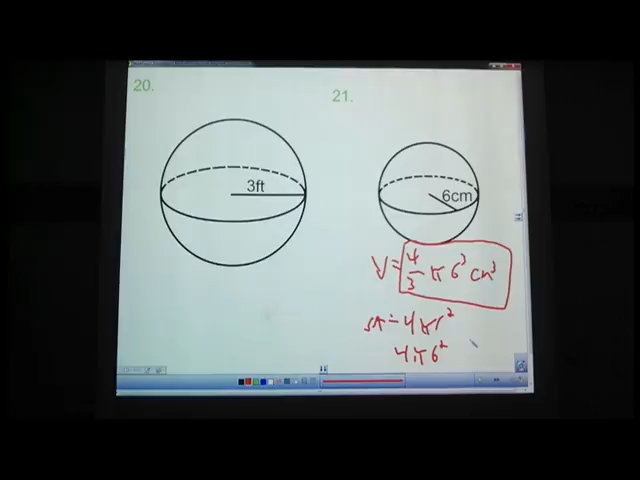 20.
21.
3ft
6cm
V = 4/3 π 6³ cm³
SA = 4πr²
4π6²